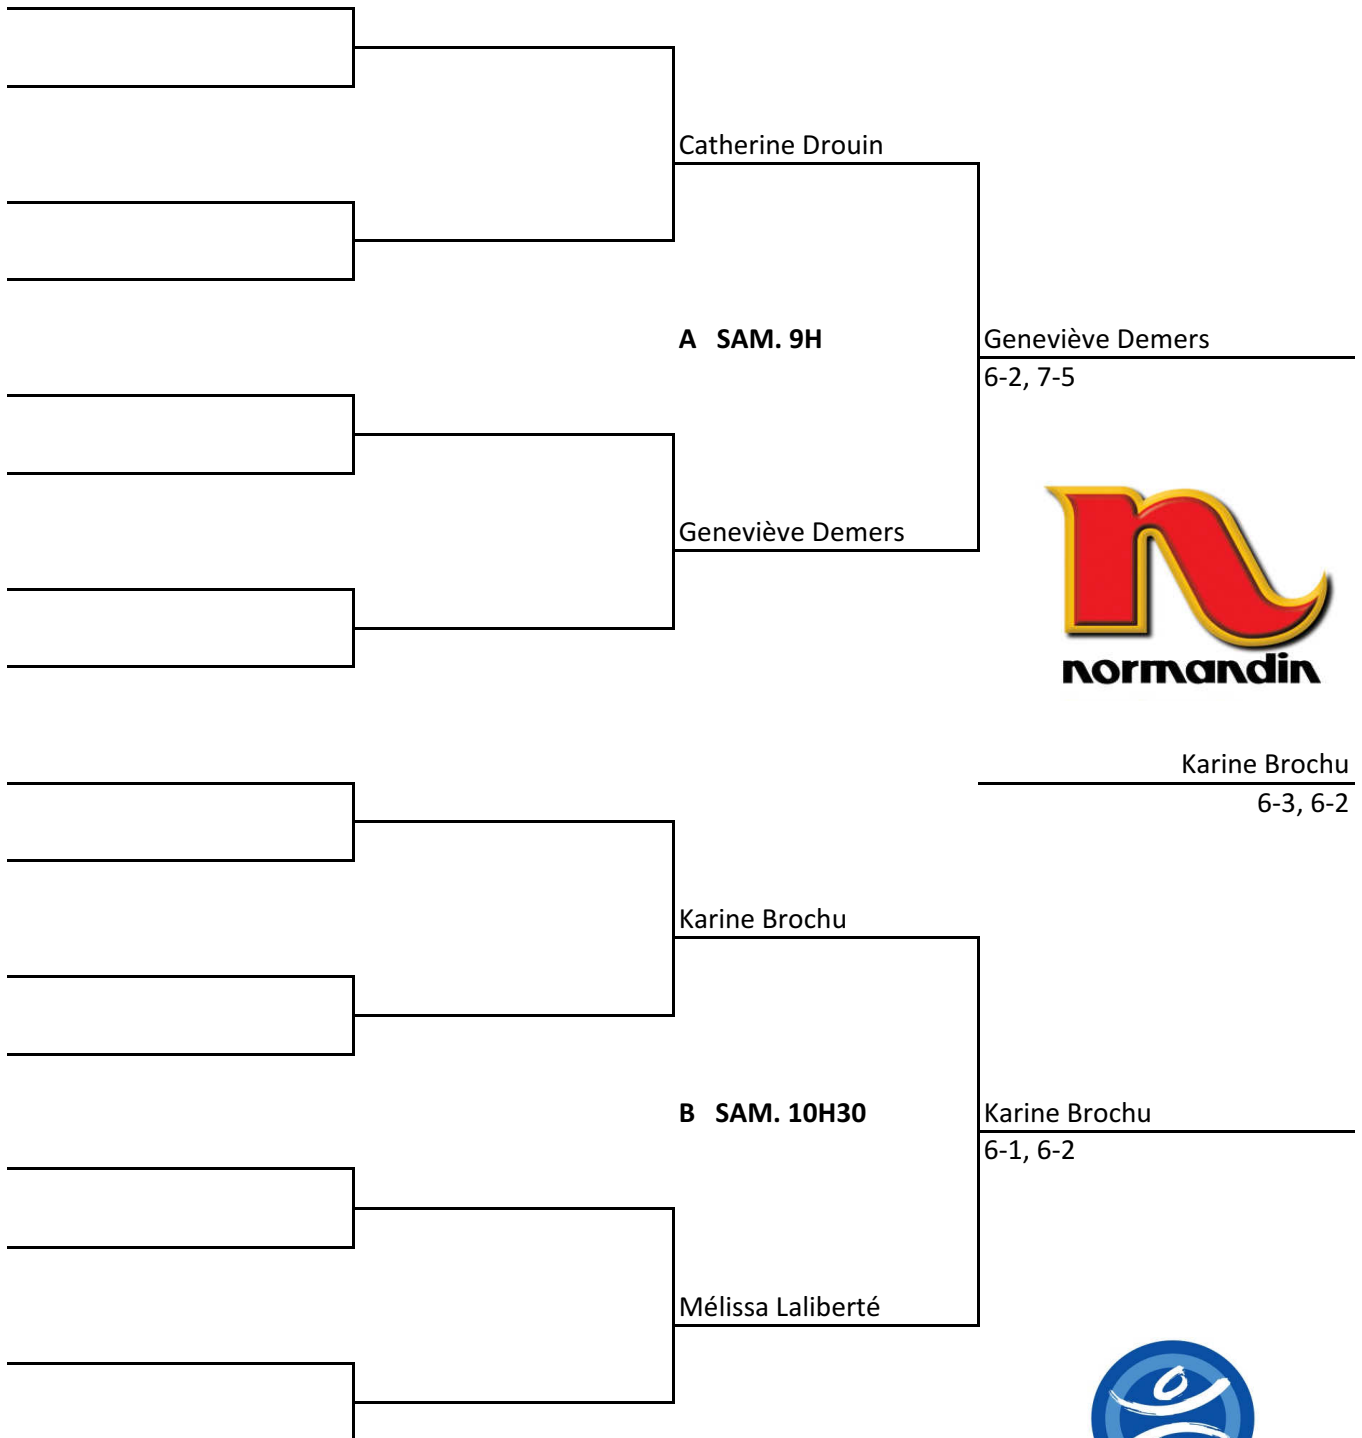 Catherine Drouin
A SAM. 9H
Geneviève Demers
6-2, 7-5
Geneviève Demers
normandin
Karine Brochu
6-3, 6-2
Karine Brochu
B SAM. 10H30
Karine Brochu
6-1, 6-2
Mélissa Laliberté